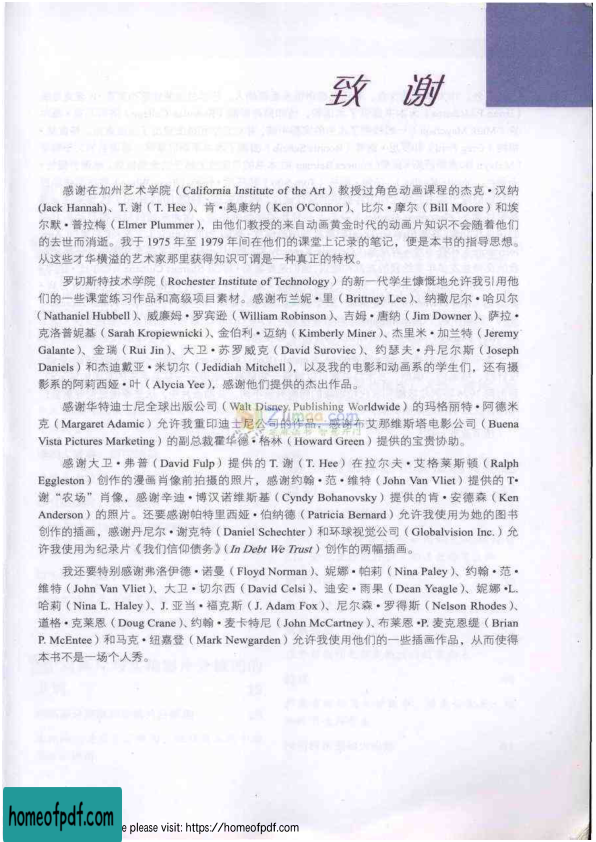 致 谢
感谢在加州艺术学院（California Institute of the Art）教授过角色动画课程的杰克·汉纳
(Jack Hannah)、T. 谢（T. Hee）、肯·奥康纳（Ken O'Connor）、比尔·摩尔（Bill Moore）和埃
尔默·普拉梅（Elmer Plummer），由他们教授的来自动画黄金时代的动画片知识不会随着他们
的去世而消逝。我于 1975 年至 1979 年间在他们的课堂上记录的笔记，便是本书的指导思想。
从这些才华横溢的艺术家那里获得知识可谓是一种真正的特权。
罗切斯特技术学院（Rochester Institute of Technology）的新一代学生慷慨地允许我引用他
们的一些课堂练习作品和高级项目素材。感谢布兰妮·里（Brittney Lee）、纳撒尼尔·哈贝尔
（Nathaniel Hubbell）、威廉姆·罗宾逊（William Robinson）、吉姆·唐纳（Jim Downer）、萨拉·
克洛普妮基（Sarah Kropiewnicki）、金伯利·迈纳（Kimberly Miner）、杰里米·加兰特（Jeremy
Galante）、金瑞（Rui Jin）、大卫·苏罗威克（David Suroviec）、约瑟夫·丹尼尔斯（Joseph
Daniels）和杰迪戴亚·米切尔（Jedidiah Mitchell），以及我的电影和动画系的学生们，还有摄
影系的阿莉西娅·叶（Alycia Yee），感谢他们提供的杰出作品。
感谢华特迪士尼全球出版公司（Walt Disney Publishing Worldwide）的玛格丽特·阿德米
克（Margaret Adamic）允许我重印迪士尼公司的作品，感谢布艾那维斯塔电影公司（Buena
Vista Pictures Marketing）的副总裁霍华德·格林（Howard Green）提供的宝贵协助。
感谢大卫·弗普（David Fulp）提供的 T. 谢（T. Hee）在拉尔夫·艾格莱斯顿（Ralph
Eggleston）创作的漫画肖像前拍摄的照片，感谢约翰·范·维特（John Van Vliet）提供的 T·
谢“农场”肖像，感谢辛迪·博汉诺维斯基（Cyndy Bohanovsky）提供的肯·安德森（Ken
Anderson）的照片。还要感谢帕特里西娅·伯纳德（Patricia Bernard）允许我使用为她的图书
创作的插画，感谢丹尼尔·谢克特（Daniel Schechter）和环球视觉公司（Globalvision Inc.）允
许我使用为纪录片《我们信仰债务》（In Debt We Trust）创作的两幅插画。
我还要特别感谢弗洛伊德·诺曼（Floyd Norman）、妮娜·帕莉（Nina Paley）、约翰·范·
维特（John Van Vliet）、大卫·切尔西（David Celsi）、迪安·雨果（Dean Yeagle）、妮娜·L.
哈莉（Nina L. Haley）、J. 亚当·福克斯（J. Adam Fox）、尼尔森·罗得斯（Nelson Rhodes）、
道格·克莱恩（Doug Crane）、约翰·麦卡特尼（John McCartney）、布莱恩·P. 麦克恩缇（Brian
P. McEntee）和马克·纽嘉登（Mark Newgarden）允许我使用他们的一些插画作品，从而使得
本书不是一场个人秀。
homeofpdf.com
e please visit: https://homeofpdf.com